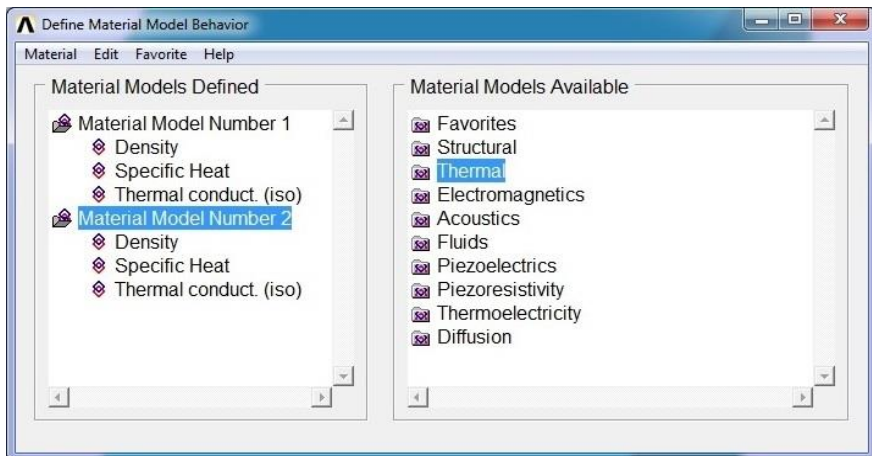 Define Material Model Behavior
Material Edit Favorite Help
Material Models Defined
Material Model Number 1
Density
Specific Heat
Thermal conduct. (iso)
Material Model Number 2
Density
Specific Heat
Thermal conduct. (iso)
Material Models Available
Favorites
Structural
Thermal
Electromagnetics
Acoustics
Fluids
Piezoelectrics
Piezoresistivity
Thermoelectricity
Diffusion